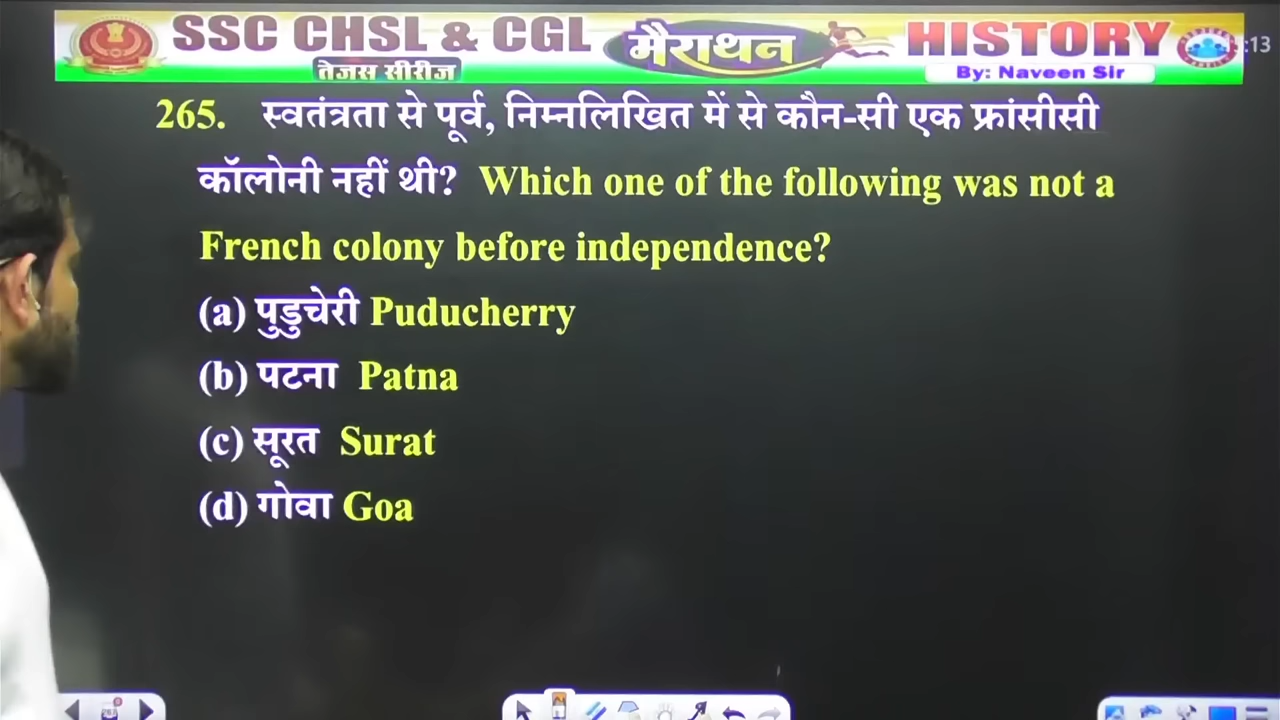 SSC CHSL & CGL मैराथन HISTORY :13
तेजस सीरीज By: Naveen Sir
265. स्वतंत्रता से पूर्व, निम्नलिखित में से कौन-सी एक फ्रांसीसी
कॉलोनी नहीं थी? Which one of the following was not a
French colony before independence?
(a) पुडुचेरी Puducherry
(b) पटना Patna
(c) सूरत Surat
(d) गोवा Goa